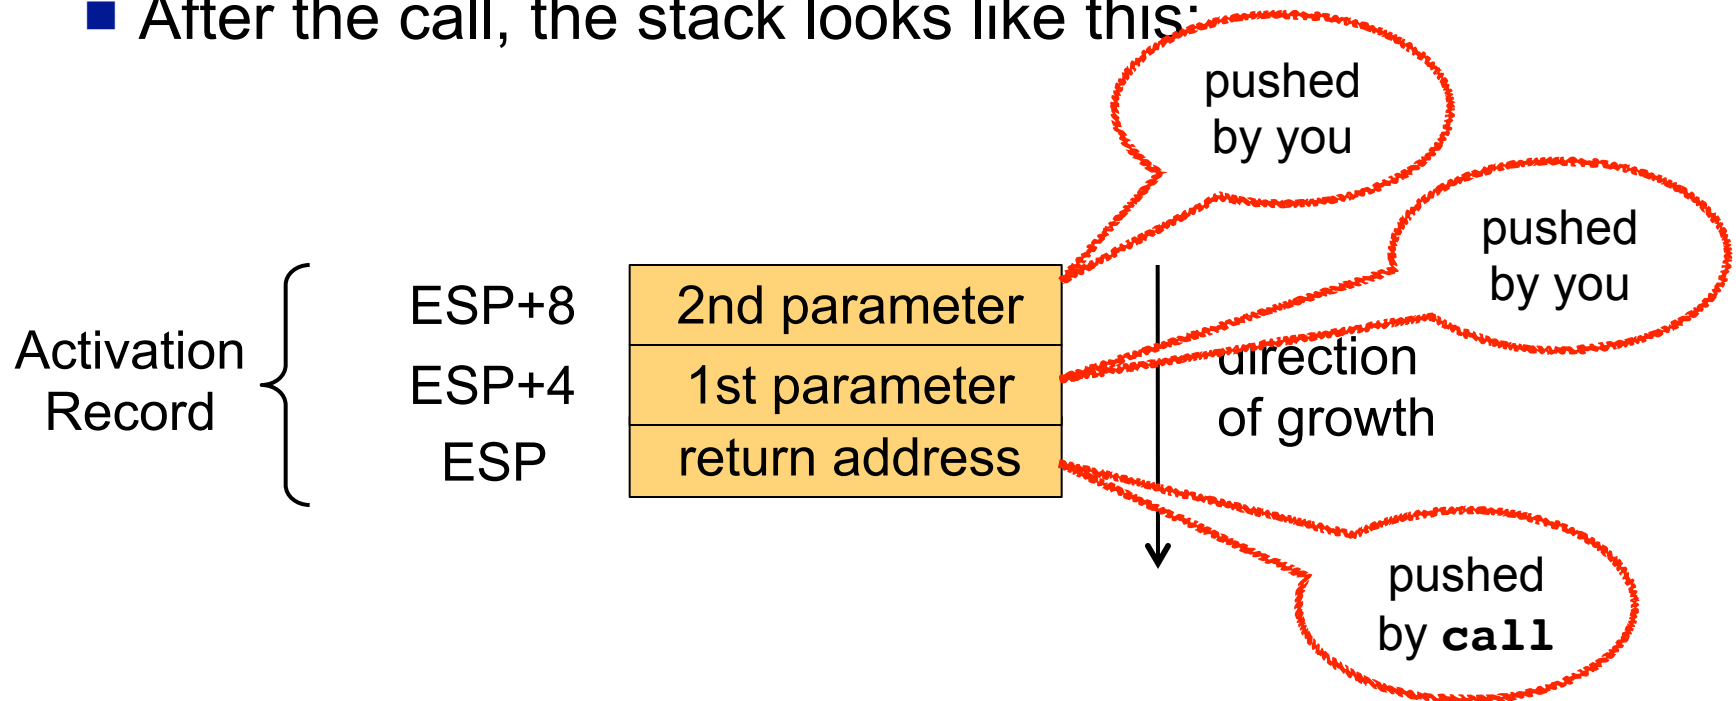 After the call, the stack looks like this:
pushed
by you
pushed
by you
Activation
Record
ESP+8
2nd parameter
ESP+4
1st parameter
ESP
return address
direction
of growth
pushed
by call